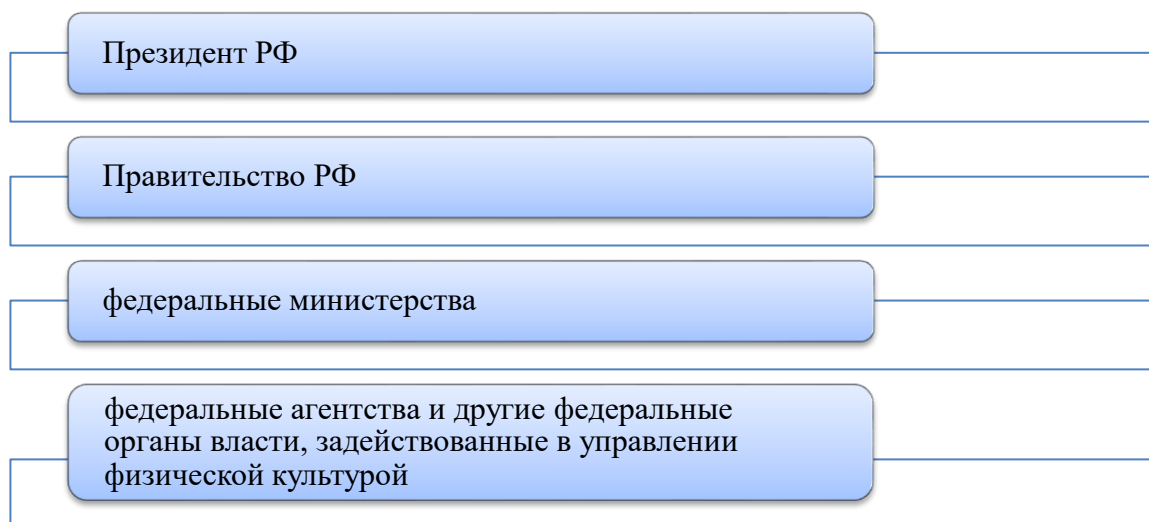 Президент РФ
Правительство РФ
федеральные министерства
федеральные агентства и другие федеральные
органы власти, задействованные в управлении
физической культурой